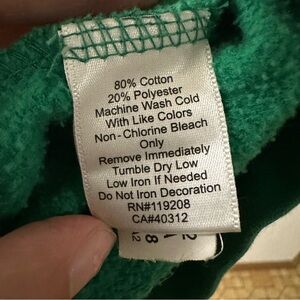 80% Cotton
20% Polyester
Machine Wash Cold
With Like Colors
Non-Chlorine Bleach
Only
Remove Immediately
Tumble Dry Low
Low Iron If Needed
Do Not Iron Decoration
RN#119208
CA#40312